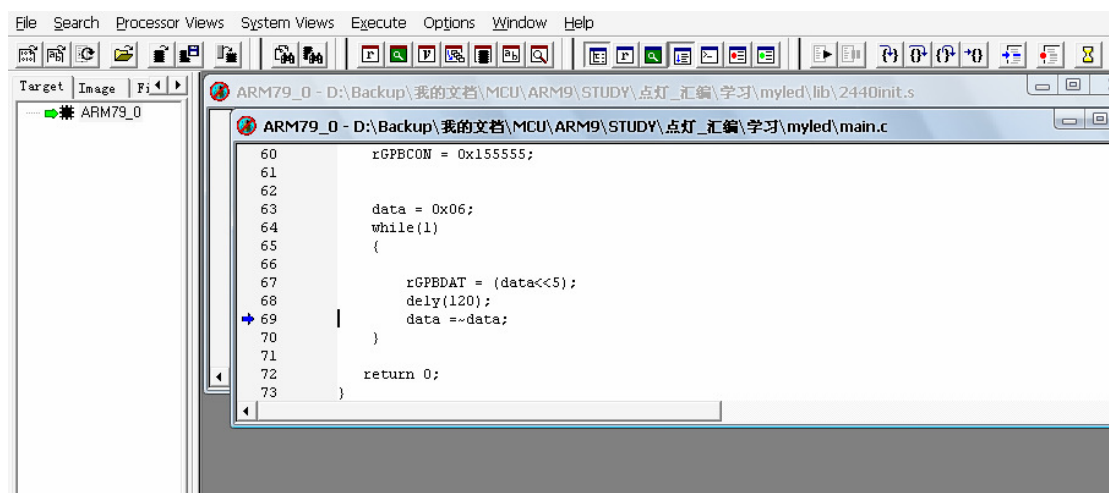 File Search Processor Views System Views Execute Options Window Help
Target Image Fi
ARM79_0
ARM79_0 - D:\Backup\我的文档\MCU\ARM9\STUDY\点灯_汇编\学习\myled\lib\2440init.s
ARM79_0 - D:\Backup\我的文档\MCU\ARM9\STUDY\点灯_汇编\学习\myled\main.c
60 rGPBCON = 0x155555;
61
62
63 data = 0x06;
64 while(1)
65 {
66
67 rGPBDAT = (data<<5);
68 dely(120);
69 data =~data;
70 }
71
72 return 0;
73 }